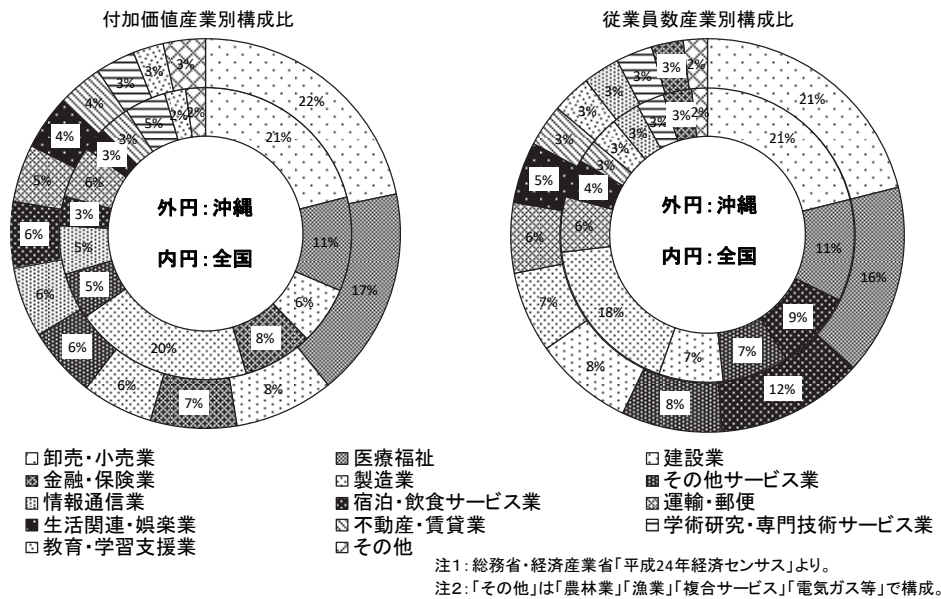 付加価値産業別構成比
従業員数産業別構成比
外円：沖縄
内円：全国
22%
17%
8%
7%
6%
6%
6%
6%
5%
4%
4%
3%
3%
3%
21%
11%
6%
8%
20%
5%
5%
3%
6%
3%
3%
5%
2%
2%
外円：沖縄
内円：全国
21%
16%
12%
8%
8%
7%
6%
5%
3%
3%
3%
3%
3%
2%
21%
11%
9%
7%
7%
18%
6%
4%
3%
3%
3%
3%
3%
2%
卸売・小売業
医療福祉
建設業
金融・保険業
製造業
その他サービス業
情報通信業
宿泊・飲食サービス業
運輸・郵便
生活関連・娯楽業
不動産・賃貸業
学術研究・専門技術サービス業
教育・学習支援業
その他
注１：総務省・経済産業省「平成24年経済センサス」より。
注２：「その他」は「農林業」「漁業」「複合サービス」「電気ガス等」で構成。